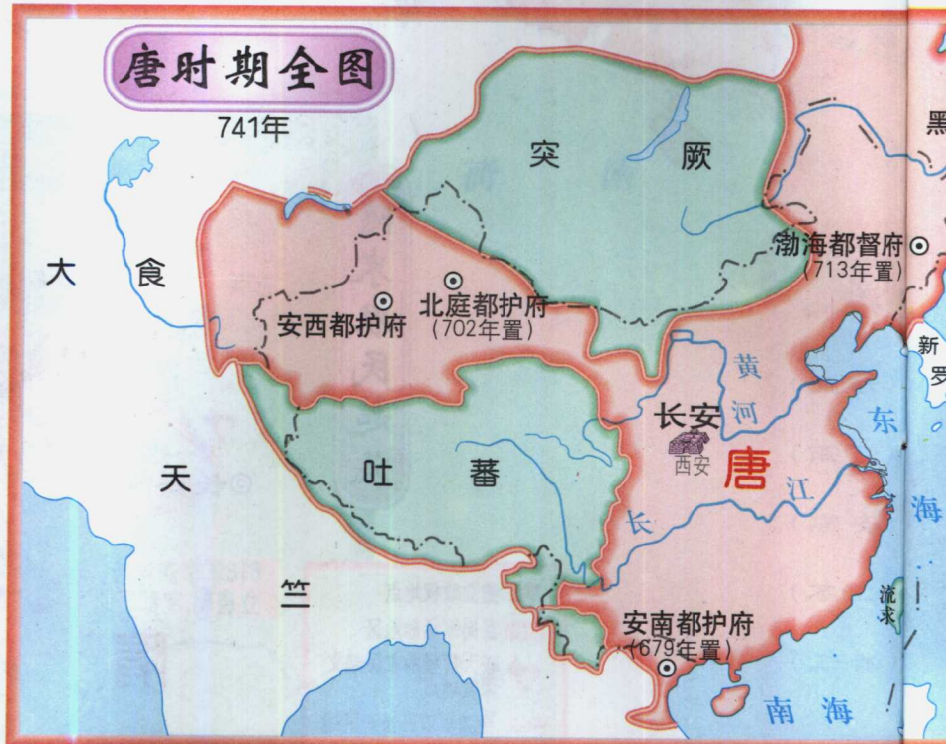 唐时期全图
741年
突厥
黑
大食
渤海都督府
(713年置)
北庭都护府
(702年置)
安西都护府
新罗
黄河
长安
西安
唐
东海
吐蕃
天竺
长江
流求
安南都护府
(679年置)
南海